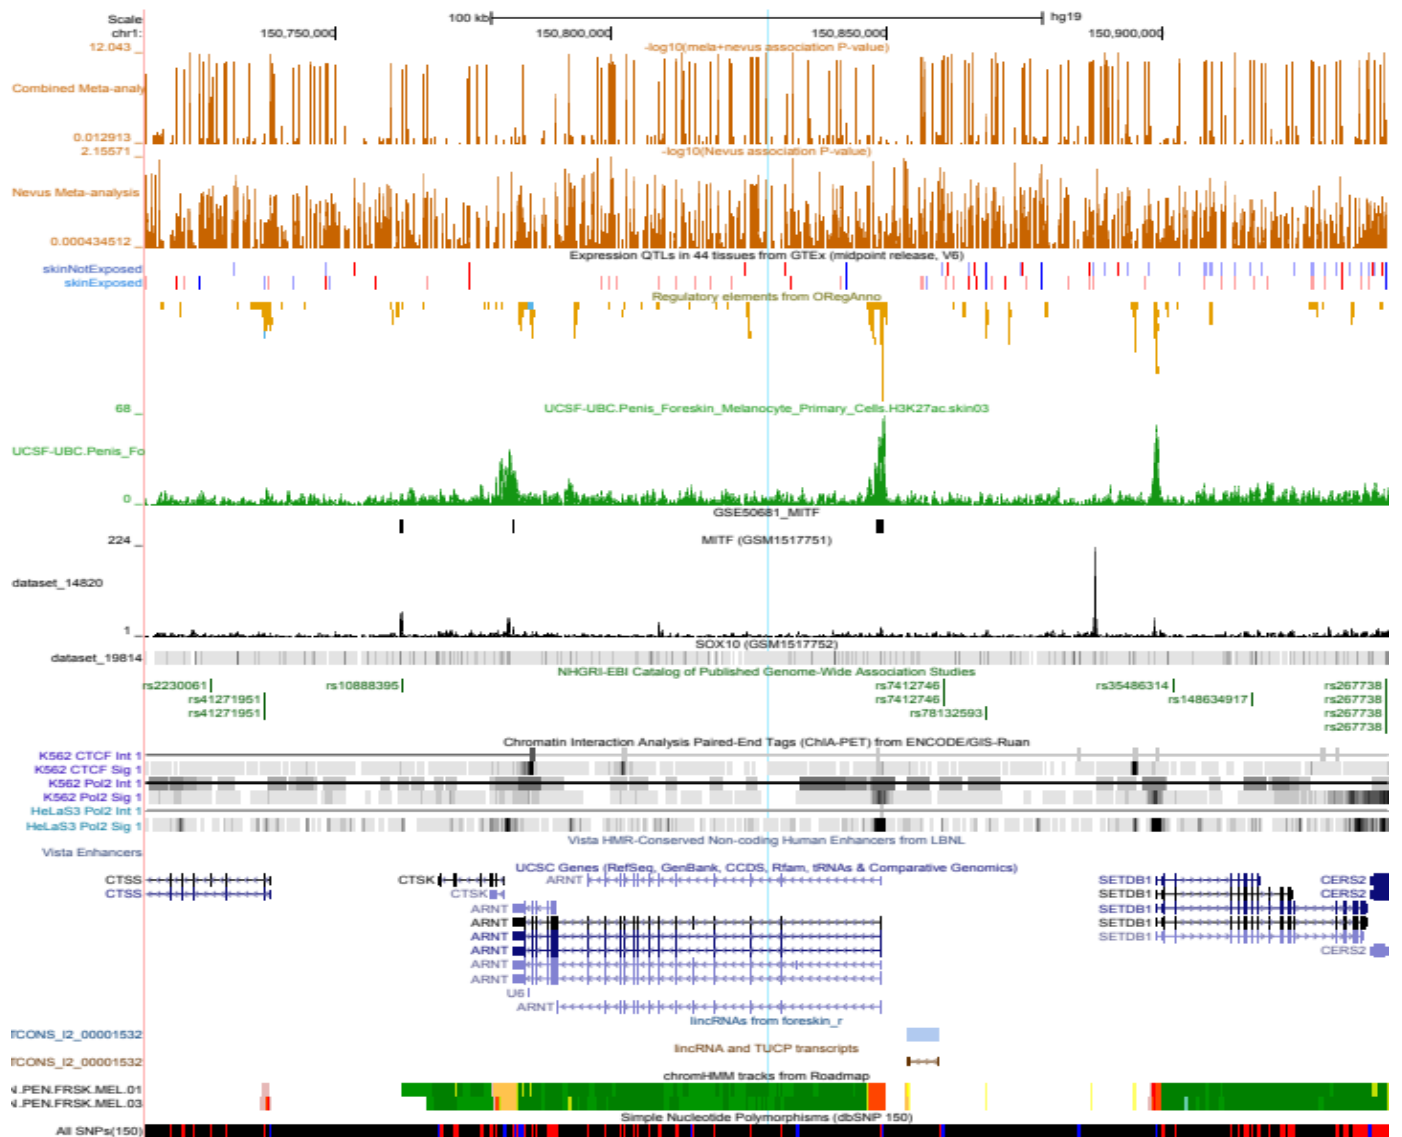 Scale 100 kb hg19
chr1: 150,750,000 150,800,000 150,850,000 150,900,000
12.043 -log10(mela+nevus association P-value)
Combined Meta-analy
0.012913
2.15571 -log10(Nevus association P-value)
Nevus Meta-analysis
0.000434512
Expression QTLs in 44 tissues from GTEx (midpoint release, V6)
skinNotExposed
skinExposed
Regulatory elements from ORegAnno
68 UCSF-UBC.Penis_Foreskin_Melanocyte_Primary_Cells.H3K27ac.skin03
UCSF-UBC.Penis_Fo
0
GSE50681_MITF
224 MITF (GSM1517751)
dataset_14820
1
SOX10 (GSM1517752)
dataset_19814
NHGRI-EBI Catalog of Published Genome-Wide Association Studies
rs2230061 rs10888395 rs7412746 rs35486314 rs267738
rs41271951 rs7412746 rs148634917 rs267738
rs41271951 rs78132593 rs267738
rs267738
Chromatin Interaction Analysis Paired-End Tags (ChIA-PET) from ENCODE/GIS-Ruan
K562 CTCF Int 1
K562 CTCF Sig 1
K562 Pol2 Int 1
K562 Pol2 Sig 1
HeLaS3 Pol2 Int 1
HeLaS3 Pol2 Sig 1
Vista HMR-Conserved Non-coding Human Enhancers from LBNL
Vista Enhancers
UCSC Genes (RefSeq, GenBank, CCDS, Rfam, tRNAs & Comparative Genomics)
CTSS CTSK ARNT SETDB1 CERS2
CTSS CTSK SETDB1 CERS2
ARNT SETDB1
ARNT SETDB1
ARNT SETDB1
ARNT CERS2
ARNT
ARNT
U6
ARNT
lincRNAs from foreskin_r
TCONS_l2_00001532
lincRNA and TUCP transcripts
TCONS_l2_00001532
chromHMM tracks from Roadmap
N.PEN.FRSK.MEL.01
N.PEN.FRSK.MEL.03
Simple Nucleotide Polymorphisms (dbSNP 150)
All SNPs(150)